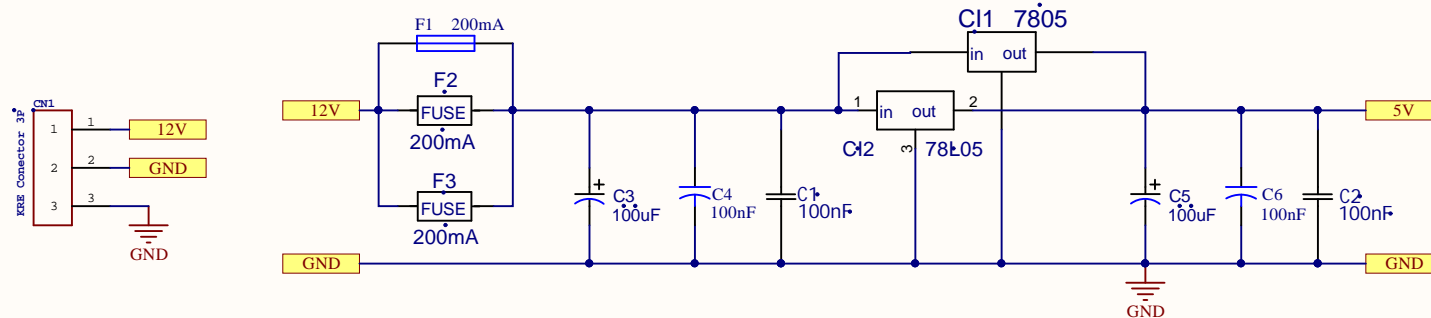 CN1
KRE Conector 3P
1 1 12V
2 2 GND
3 3
GND
F1 200mA
F2
12V FUSE
200mA
F3
FUSE
200mA
GND
C3
100uF
C4
100nF
C1
100nF
CI1 7805
in out
1 in out 2
3
CI2 78L05
5V
C5
100uF
C6
100nF
C2
100nF
GND
GND